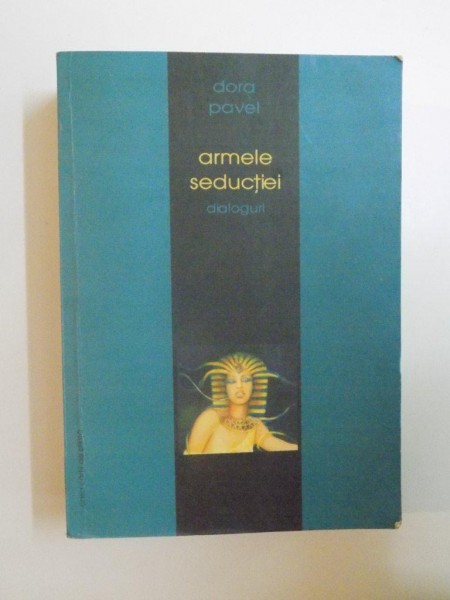 dora
pavel
armele
seducției
dialoguri